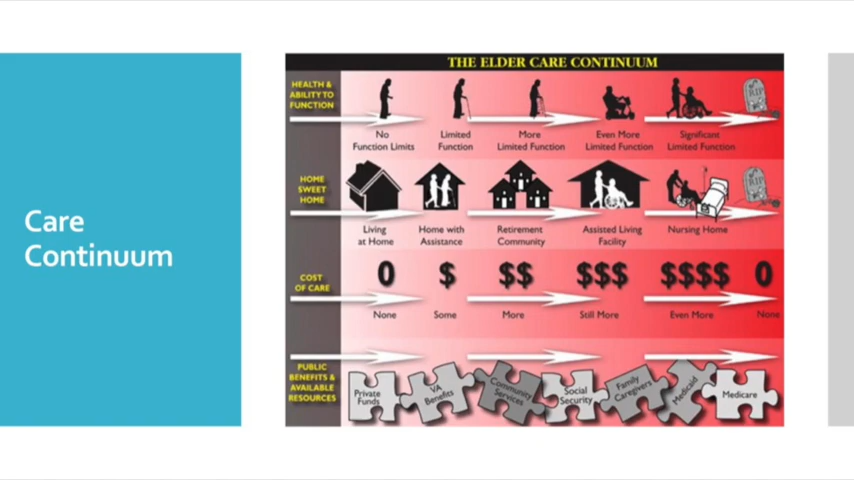 Care
Continuum
THE ELDER CARE CONTINUUM
HEALTH &
ABILITY TO
FUNCTION
No
Function Limits
Limited
Function
More
Limited Function
Even More
Limited Function
Significant
Limited Function
RIP
HOME
SWEET
HOME
Living
at Home
Home with
Assistance
Retirement
Community
Assisted Living
Facility
Nursing Home
RIP
COST
OF CARE
0 $ $$ $$$ $$$$ 0
None Some More Still More Even More None
PUBLIC
BENEFITS &
AVAILABLE
RESOURCES
Private
Funds
VA
Benefits
Community
Services
Social
Security
Family
Caregivers
Medicaid
Medicare